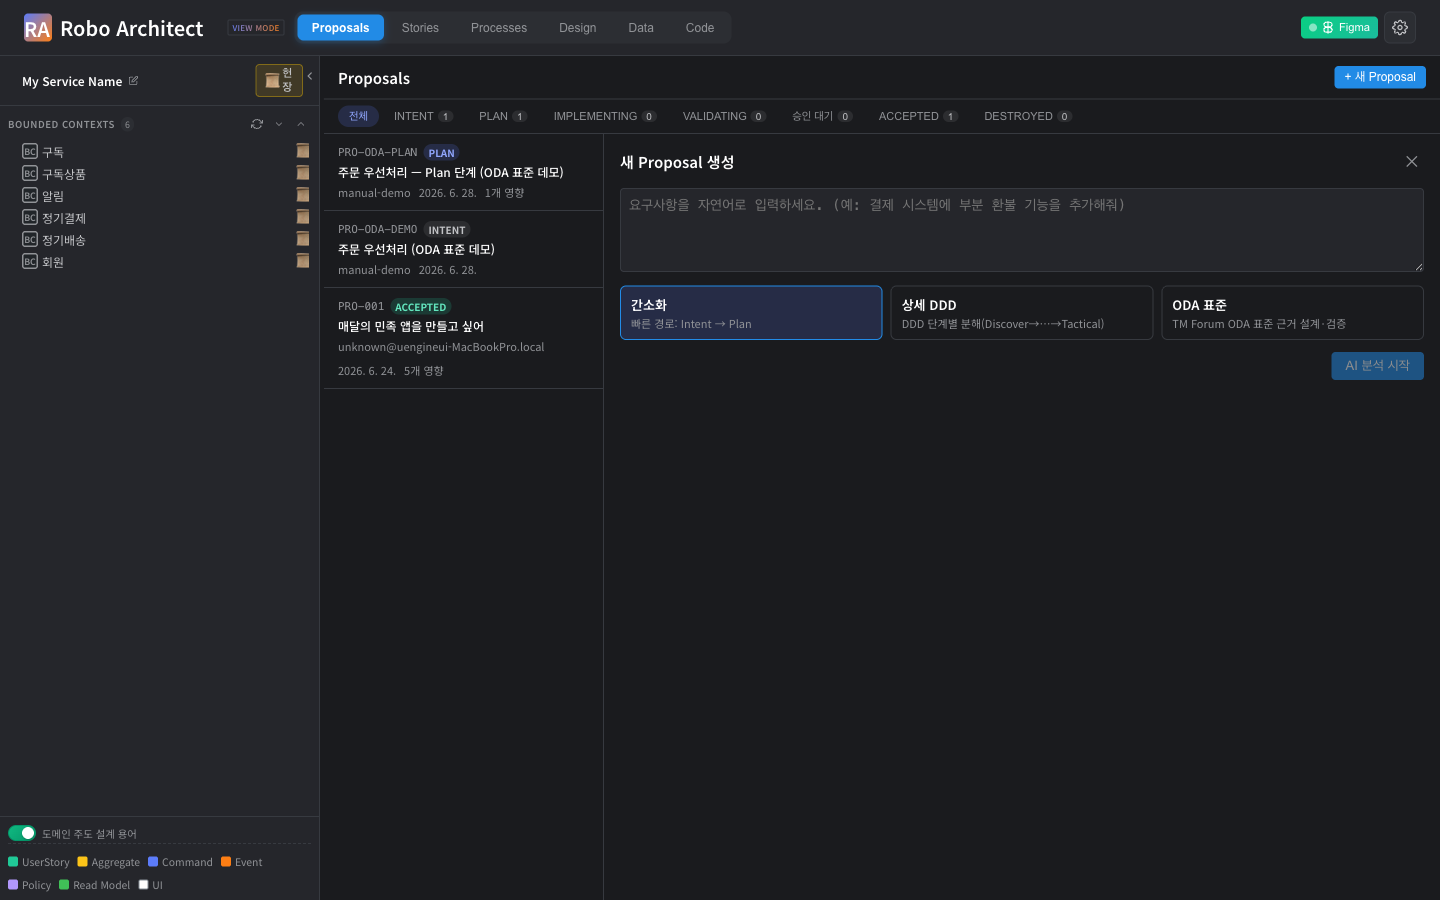 RA Robo Architect VIEW MODE Proposals Stories Processes Design Data Code Figma
My Service Name 헌장
Proposals + 새 Proposal
BOUNDED CONTEXTS 6
전체 INTENT 1 PLAN 1 IMPLEMENTING 0 VALIDATING 0 승인 대기 0 ACCEPTED 1 DESTROYED 0
BC 구독
BC 구독상품
BC 알림
BC 정기결제
BC 정기배송
BC 회원
PRO-ODA-PLAN PLAN
주문 우선처리 — Plan 단계 (ODA 표준 데모)
manual-demo 2026. 6. 28. 1개 영향
PRO-ODA-DEMO INTENT
주문 우선처리 (ODA 표준 데모)
manual-demo 2026. 6. 28.
PRO-001 ACCEPTED
매달의 민족 앱을 만들고 싶어
unknown@uengineui-MacBookPro.local
2026. 6. 24. 5개 영향
새 Proposal 생성
요구사항을 자연어로 입력하세요. (예: 결제 시스템에 부분 환불 기능을 추가해줘)
간소화
빠른 경로: Intent → Plan
상세 DDD
DDD 단계별 분해(Discover→…→Tactical)
ODA 표준
TM Forum ODA 표준 근거 설계·검증
AI 분석 시작
도메인 주도 설계 용어
UserStory Aggregate Command Event
Policy Read Model UI